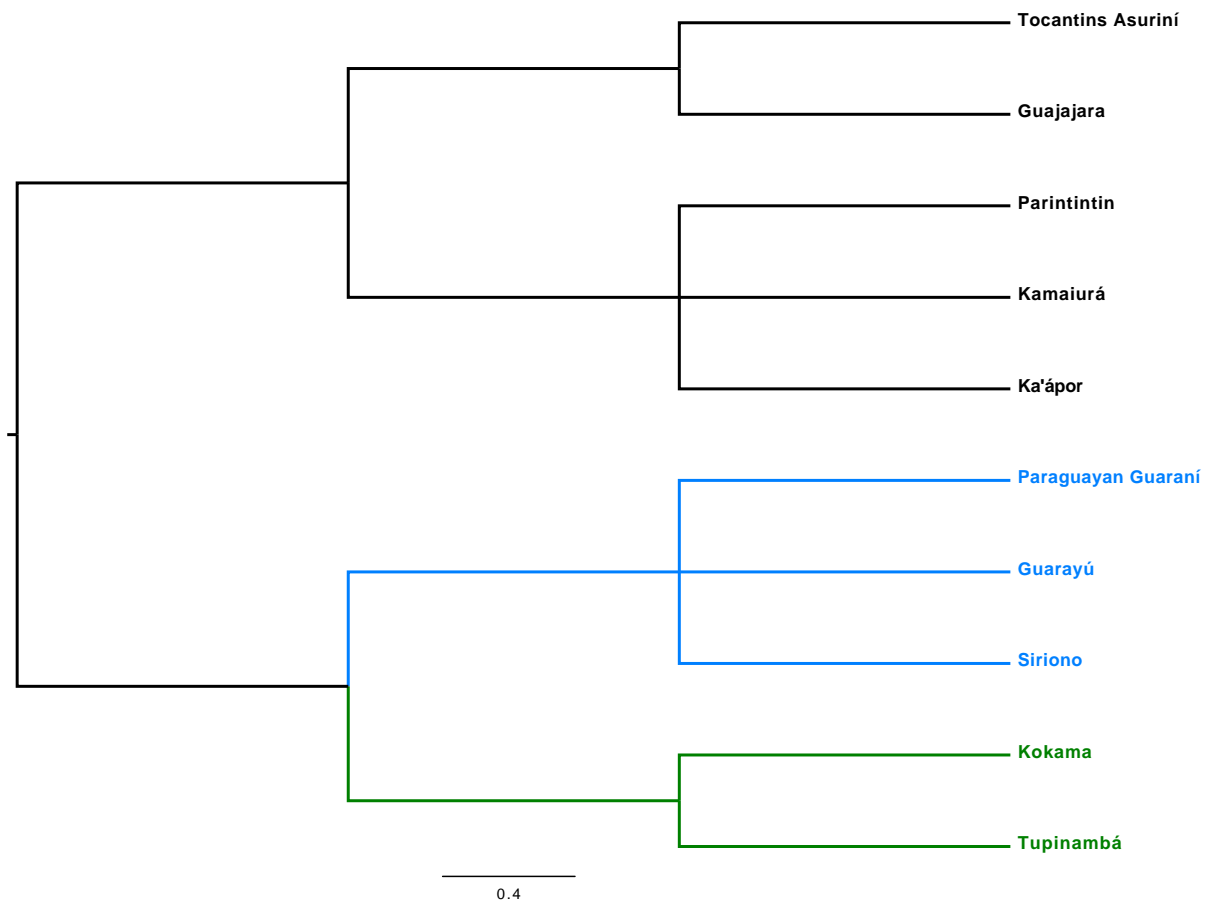 Tocantins Asuriní
Guajajara
Parintintin
Kamaiurá
Ka'ápor
Paraguayan Guaraní
Guarayú
Siriono
Kokama
Tupinambá
0.4